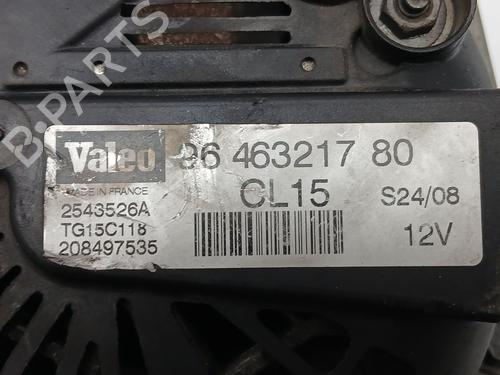 B-PARTS
Valeo
96 463217 80
MADE IN FRANCE
CL15
S24/08
2543526A
TG15C118
12V
208497535